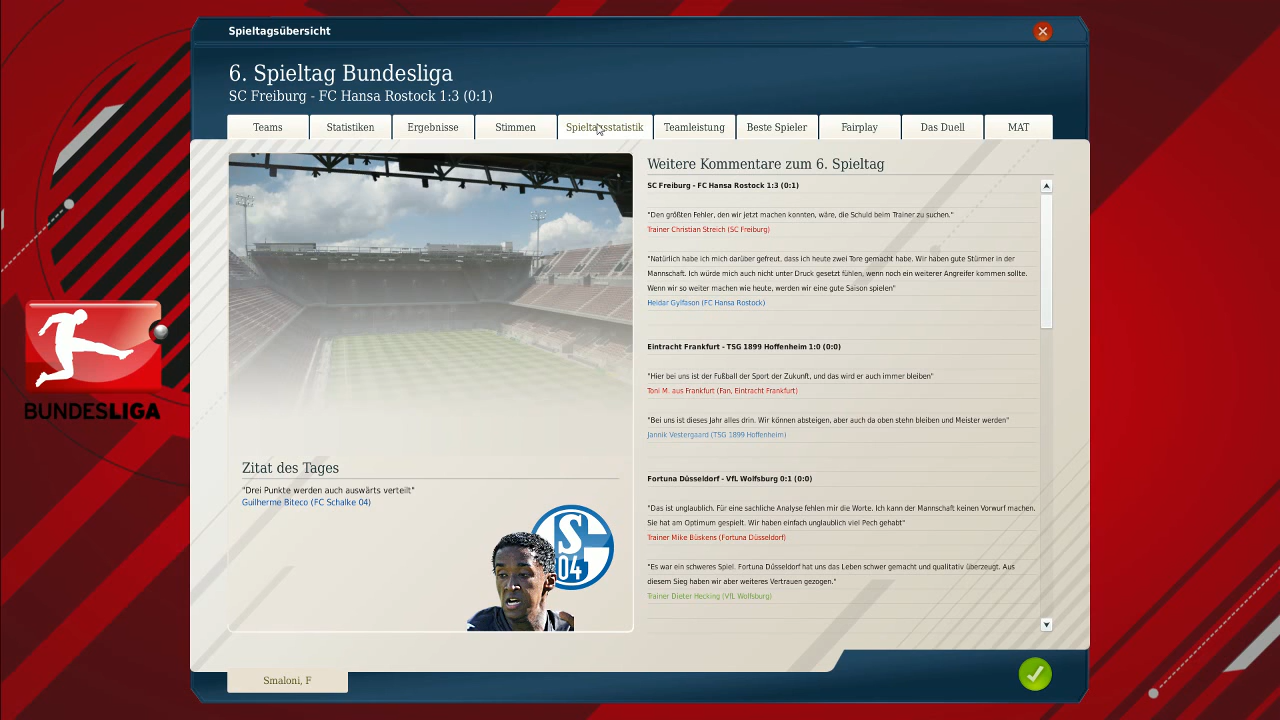 Spieltagsübersicht
6. Spieltag Bundesliga
SC Freiburg - FC Hansa Rostock 1:3 (0:1)
Teams
Statistiken
Ergebnisse
Stimmen
Spieltagsstatistik
Teamleistung
Beste Spieler
Fairplay
Das Duell
MAT
BUNDESLIGA
Zitat des Tages
"Drei Punkte werden auch auswärts verteilt"
Guilherme Biteco (FC Schalke 04)
S
04
Weitere Kommentare zum 6. Spieltag
SC Freiburg - FC Hansa Rostock 1:3 (0:1)
"Den größten Fehler, den wir jetzt machen konnten, wäre, die Schuld beim Trainer zu suchen."
Trainer Christian Streich (SC Freiburg)
"Natürlich habe ich mich darüber gefreut, dass ich heute zwei Tore gemacht habe. Wir haben gute Stürmer in der
Mannschaft. Ich würde mich auch nicht unter Druck gesetzt fühlen, wenn noch ein weiterer Angreifer kommen sollte.
Wenn wir so weiter machen wie heute, werden wir eine gute Saison spielen"
Heidar Gylfason (FC Hansa Rostock)
Eintracht Frankfurt - TSG 1899 Hoffenheim 1:0 (0:0)
"Hier bei uns ist der Fußball der Sport der Zukunft, und das wird er auch immer bleiben"
Toni M. aus Frankfurt (Fan, Eintracht Frankfurt)
"Bei uns ist dieses Jahr alles drin. Wir können absteigen, aber auch da oben stehn bleiben und Meister werden"
Jannik Vestergaard (TSG 1899 Hoffenheim)
Fortuna Düsseldorf - VfL Wolfsburg 0:1 (0:0)
"Das ist unglaublich. Für eine sachliche Analyse fehlen mir die Worte. Ich kann der Mannschaft keinen Vorwurf machen.
Sie hat am Optimum gespielt. Wir haben einfach unglaublich viel Pech gehabt"
Trainer Mike Büskens (Fortuna Düsseldorf)
"Es war ein schweres Spiel. Fortuna Düsseldorf hat uns das Leben schwer gemacht und qualitativ überzeugt. Aus
diesem Sieg haben wir aber weiteres Vertrauen gezogen."
Trainer Dieter Hecking (VfL Wolfsburg)
Smaloni, F